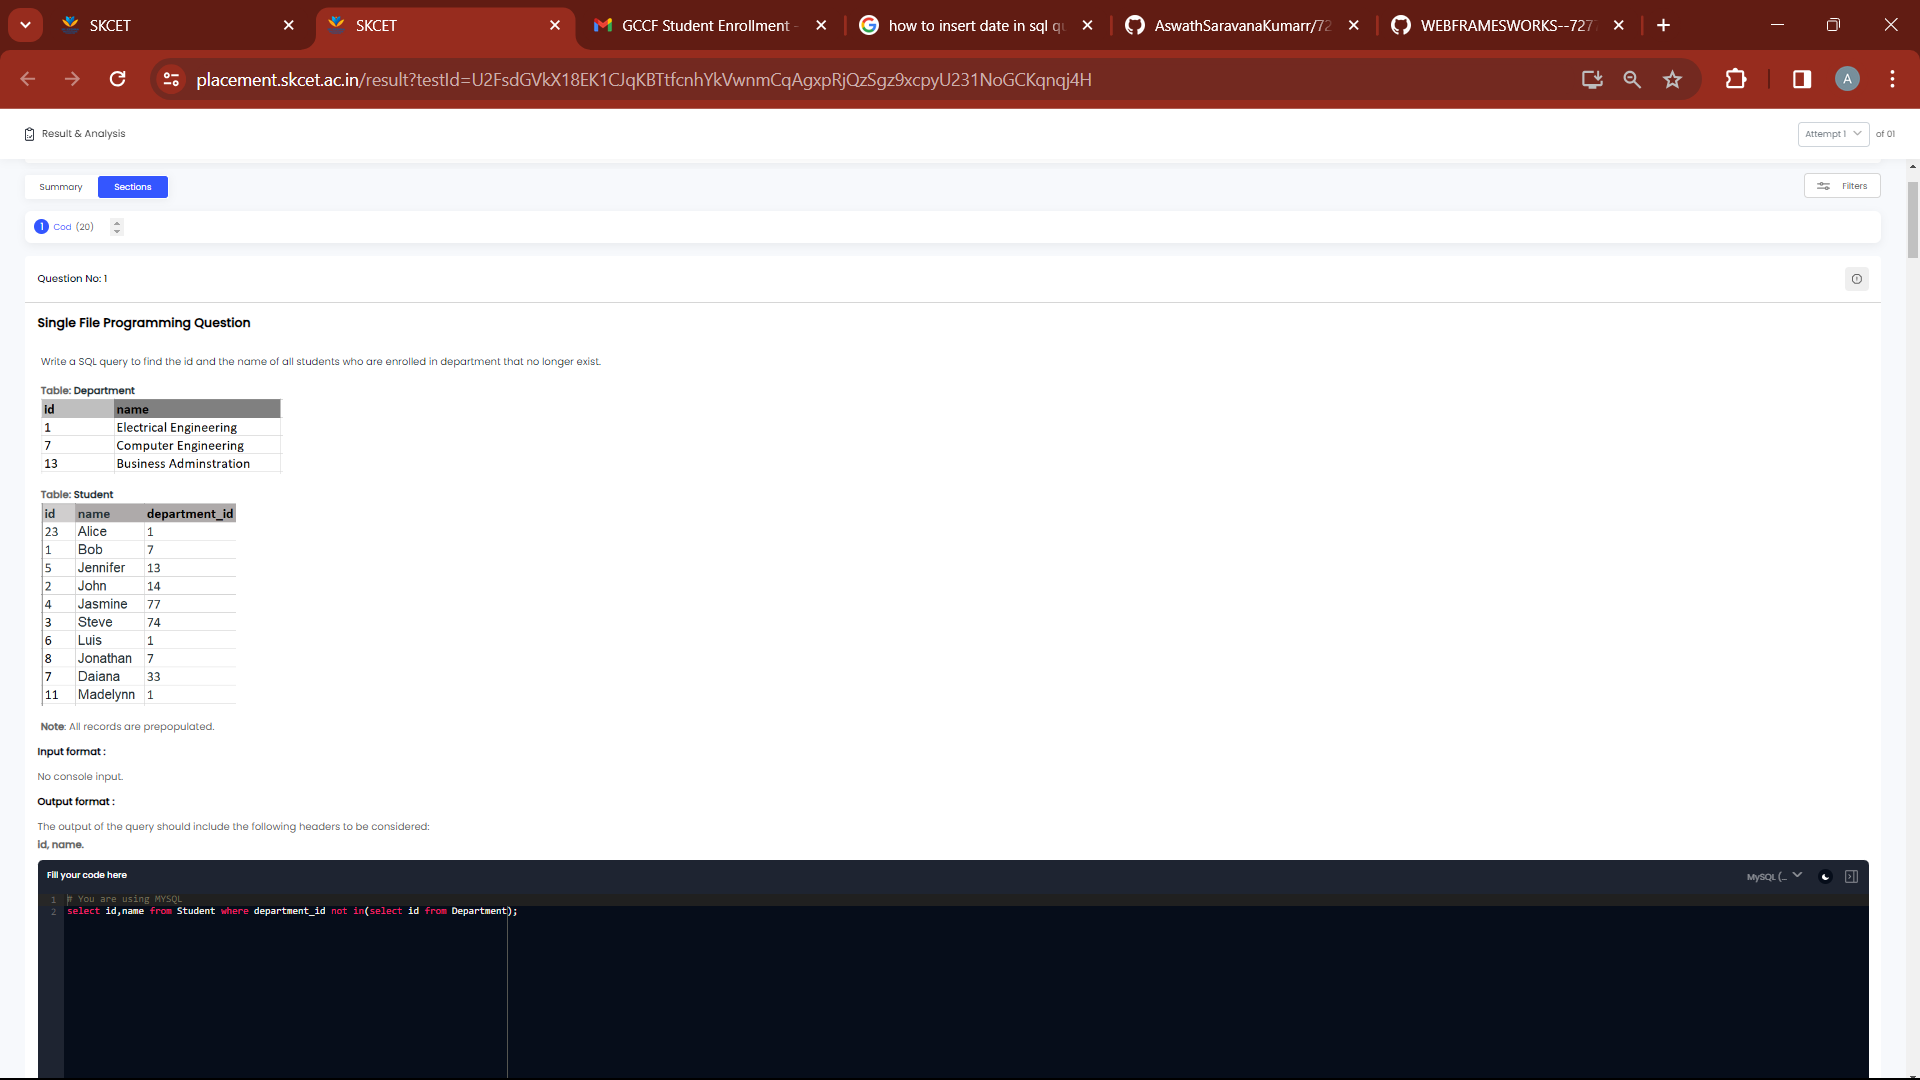 SKCET
SKCET
GCCF Student Enrollment -
how to insert date in sql qu
AswathSaravanaKumarr/72
WEBFRAMESWORKS--727
placement.skcet.ac.in/result?testId=U2FsdGVkX18EK1CJqKBTtfcnhYkVwnmCqAgxpRjQzSgz9xcpyU231NoGCKqnqj4H
A
Result & Analysis
Attempt 1
of 01
Summary
Sections
Filters
1 Cod (20)
Question No: 1
Single File Programming Question
Write a SQL query to find the id and the name of all students who are enrolled in department that no longer exist.
Table: Department
id name
1 Electrical Engineering
7 Computer Engineering
13 Business Adminstration
Table: Student
id name department_id
23 Alice 1
1 Bob 7
5 Jennifer 13
2 John 14
4 Jasmine 77
3 Steve 74
6 Luis 1
8 Jonathan 7
7 Daiana 33
11 Madelynn 1
Note: All records are prepopulated.
Input format :
No console input.
Output format :
The output of the query should include the following headers to be considered:
id, name.
Fill your code here
MySQL (...
1 # You are using MYSQL
2 select id,name from Student where department_id not in(select id from Department);